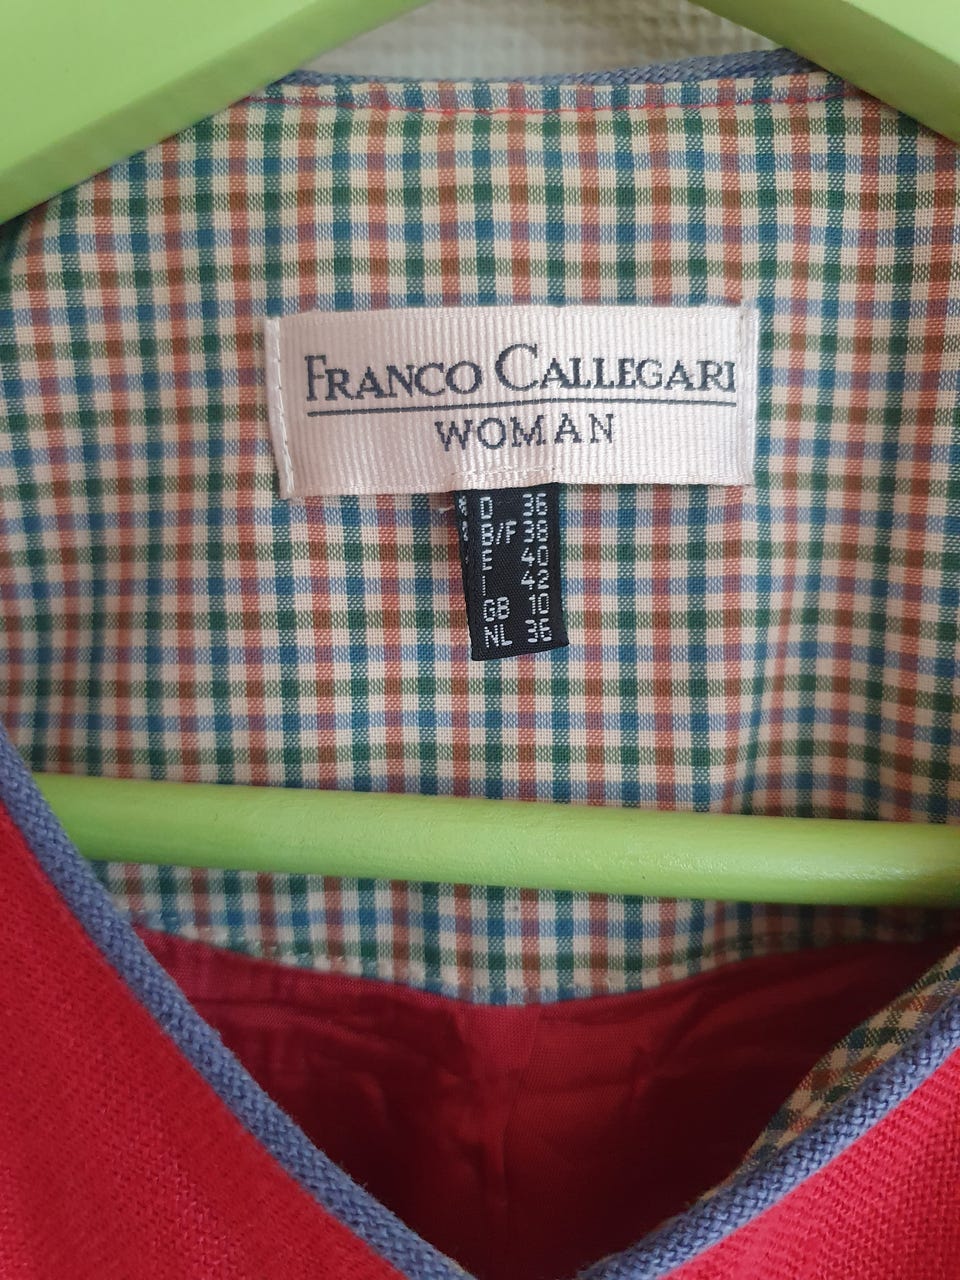 FRANCO CALLEGARI
WOMAN
D 36
B/F 38
E 40
I 42
GB 10
NL 36